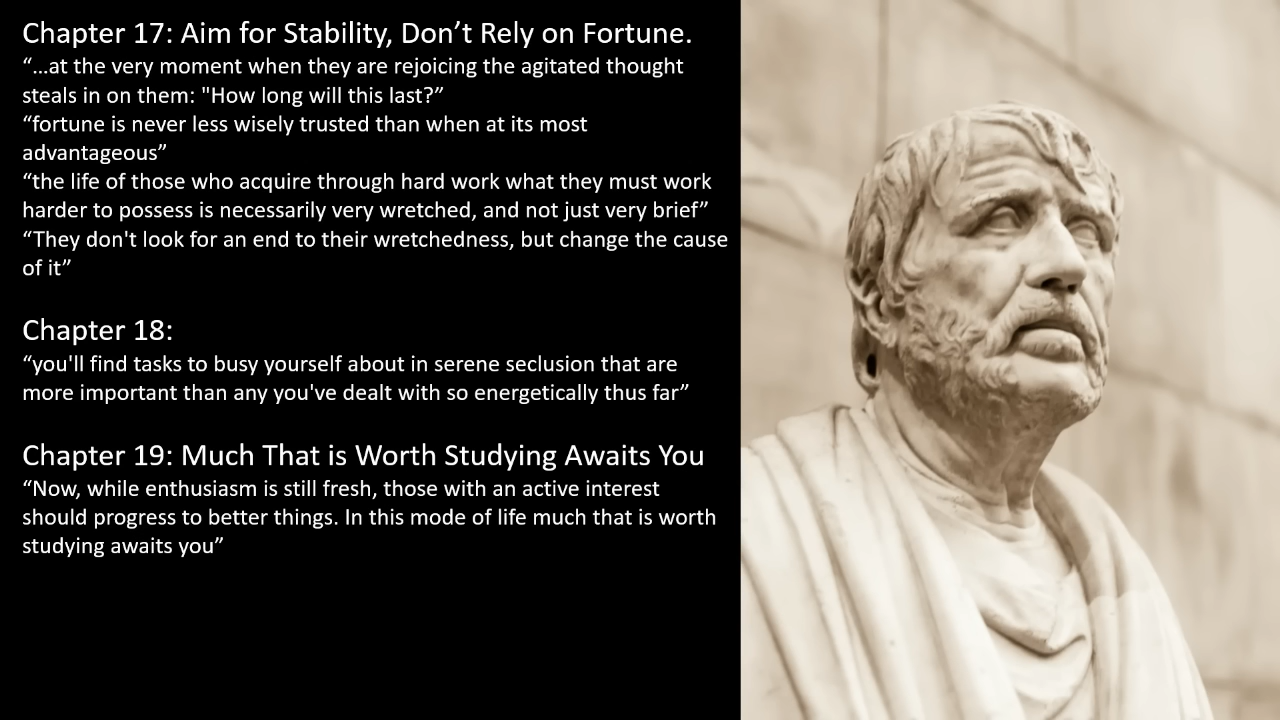 Chapter 17: Aim for Stability, Don’t Rely on Fortune.
“…at the very moment when they are rejoicing the agitated thought
steals in on them: "How long will this last?”
“fortune is never less wisely trusted than when at its most
advantageous”
“the life of those who acquire through hard work what they must work
harder to possess is necessarily very wretched, and not just very brief”
“They don't look for an end to their wretchedness, but change the cause
of it”
Chapter 18:
“you'll find tasks to busy yourself about in serene seclusion that are
more important than any you've dealt with so energetically thus far”
Chapter 19: Much That is Worth Studying Awaits You
“Now, while enthusiasm is still fresh, those with an active interest
should progress to better things. In this mode of life much that is worth
studying awaits you”